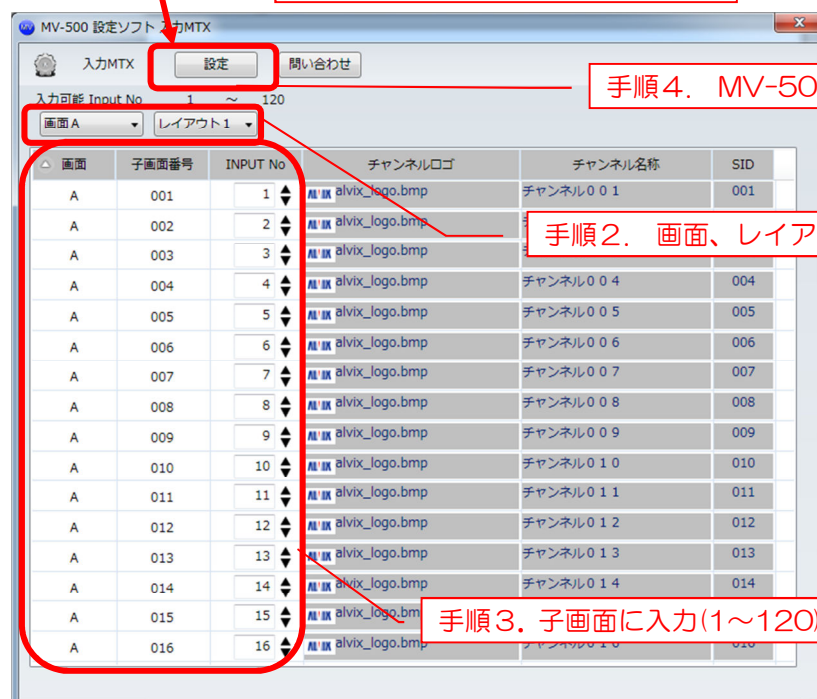 MV-500 設定ソフト 入力MTX
入力MTX 設定 問い合わせ
手順4. MV-50
入力可能 Input No 1 ～ 120
画面 A レイアウト 1
画面 子画面番号 INPUT No チャンネルロゴ チャンネル名称 SID
A 001 1 alvix_logo.bmp チャンネル001 001
A 002 2 alvix_logo.bmp
手順2. 画面、レイア
A 003 3 alvix_logo.bmp
A 004 4 alvix_logo.bmp チャンネル004 004
A 005 5 alvix_logo.bmp チャンネル005 005
A 006 6 alvix_logo.bmp チャンネル006 006
A 007 7 alvix_logo.bmp チャンネル007 007
A 008 8 alvix_logo.bmp チャンネル008 008
A 009 9 alvix_logo.bmp チャンネル009 009
A 010 10 alvix_logo.bmp チャンネル010 010
A 011 11 alvix_logo.bmp チャンネル011 011
A 012 12 alvix_logo.bmp チャンネル012 012
A 013 13 alvix_logo.bmp チャンネル013 013
A 014 14 alvix_logo.bmp チャンネル014 014
A 015 15 alvix_logo.bm
手順3. 子画面に入力(1～120)
A 016 16 alvix_logo.bmp